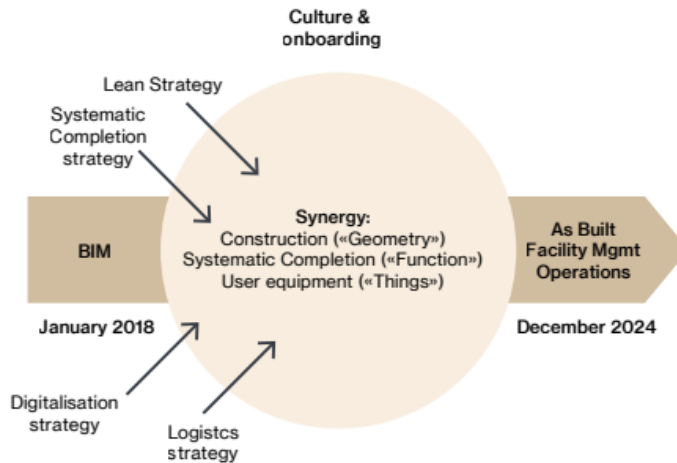 Culture &
onboarding
Lean Strategy
Systematic
Completion
strategy
Synergy:
Construction («Geometry»)
Systematic Completion («Function»)
User equipment («Things»)
BIM
As Built
Facility Mgmt
Operations
January 2018
December 2024
Digitalisation
strategy
Logistcs
strategy